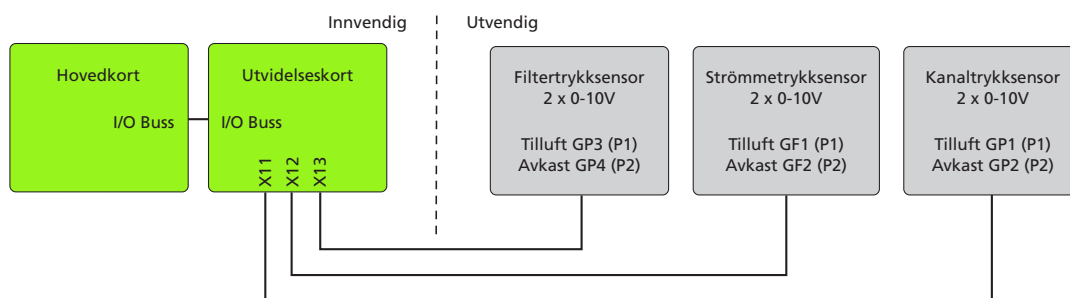 Innvendig
Utvendig
Hovedkort
I/O Buss
Utvidelseskort
I/O Buss
X11
X12
X13
Filtertrykksensor
2 x 0-10V
Tilluft GP3 (P1)
Avkast GP4 (P2)
Strömmetrykksensor
2 x 0-10V
Tilluft GF1 (P1)
Avkast GF2 (P2)
Kanaltrykksensor
2 x 0-10V
Tilluft GP1 (P1)
Avkast GP2 (P2)